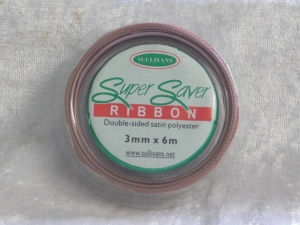 SULLIVANS
Super Saver
RIBBON
Double-sided satin polyester
3mm x 6m
www.sullivans.net